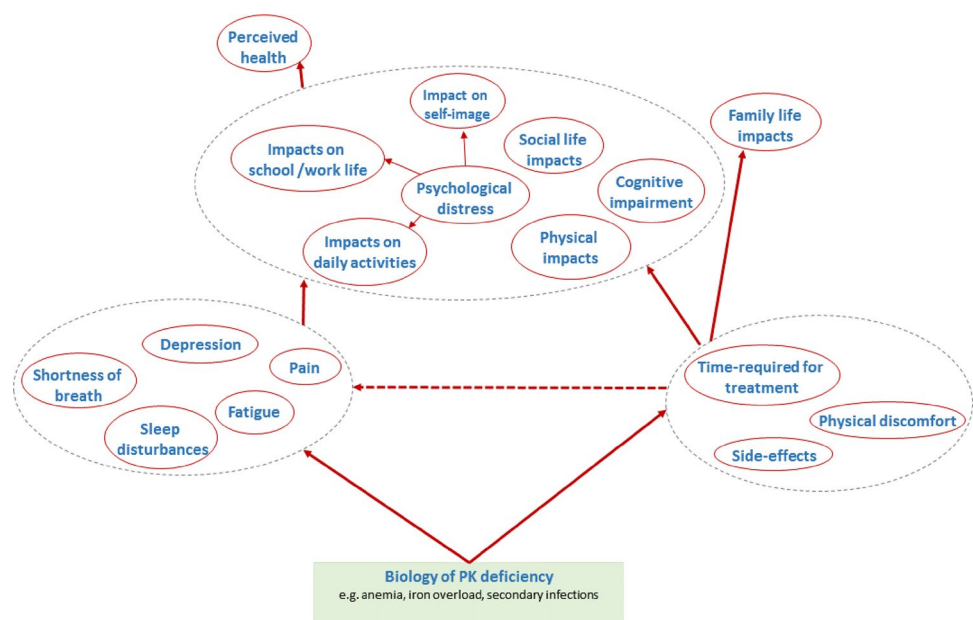 Perceived
health
Impact on
self-image
Family life
impacts
Social life
impacts
Impacts on
school /work life
Cognitive
impairment
Psychological
distress
Physical
impacts
Impacts on
daily activities
Depression
Pain
Shortness of
breath
Fatigue
Sleep
disturbances
Time-required for
treatment
Physical discomfort
Side-effects
Biology of PK deficiency
e.g. anemia, iron overload, secondary infections